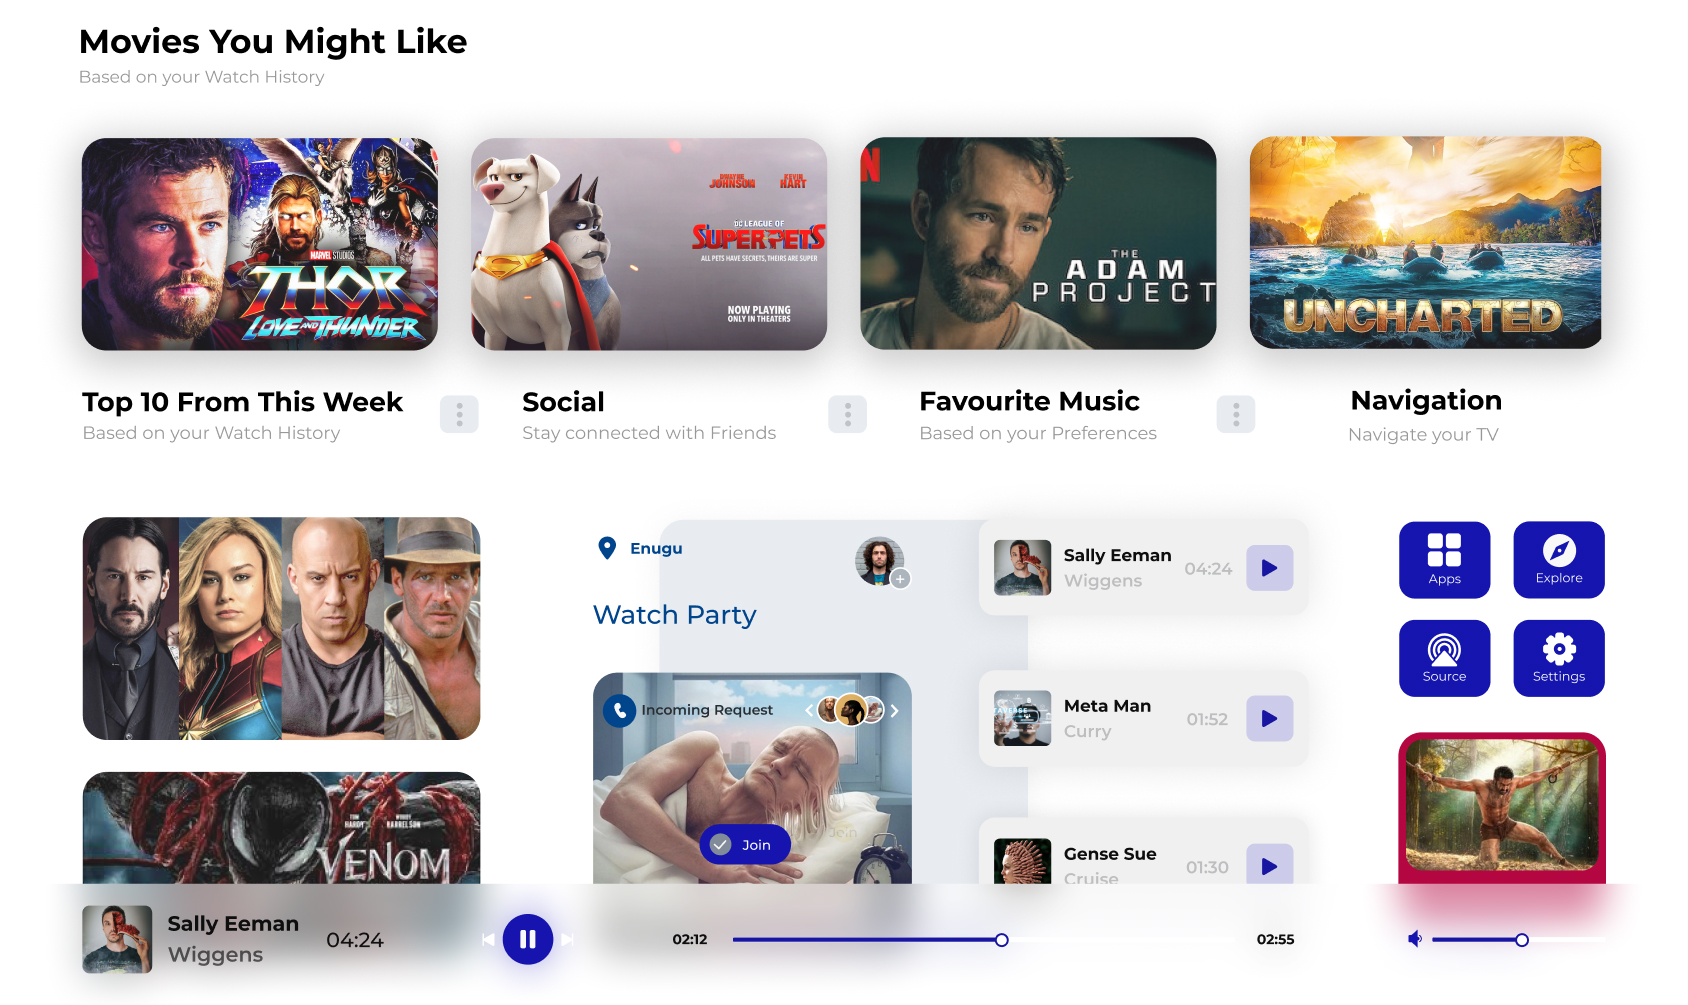 Movies You Might Like
Based on your Watch History
MARVEL STUDIOS
THOR
LOVE AND THUNDER
DWAYNE JOHNSON
KEVIN HART
DC LEAGUE OF
SUPER-PETS
ALL PETS HAVE SECRETS, THEIRS ARE SUPER
NOW PLAYING
ONLY IN THEATERS
N
THE
ADAM
PROJECT
UNCHARTED
Top 10 From This Week
Based on your Watch History
Social
Stay connected with Friends
Favourite Music
Based on your Preferences
Navigation
Navigate your TV
Enugu
Watch Party
Incoming Request
Join
Join
TOM HARDY
WOODY HARRELSON
VENOM
Sally Eeman
Wiggens
04:24
Meta Man
Curry
01:52
Gense Sue
Cruise
01:30
Apps
Explore
Source
Settings
Sally Eeman
Wiggens
04:24
02:12
02:55